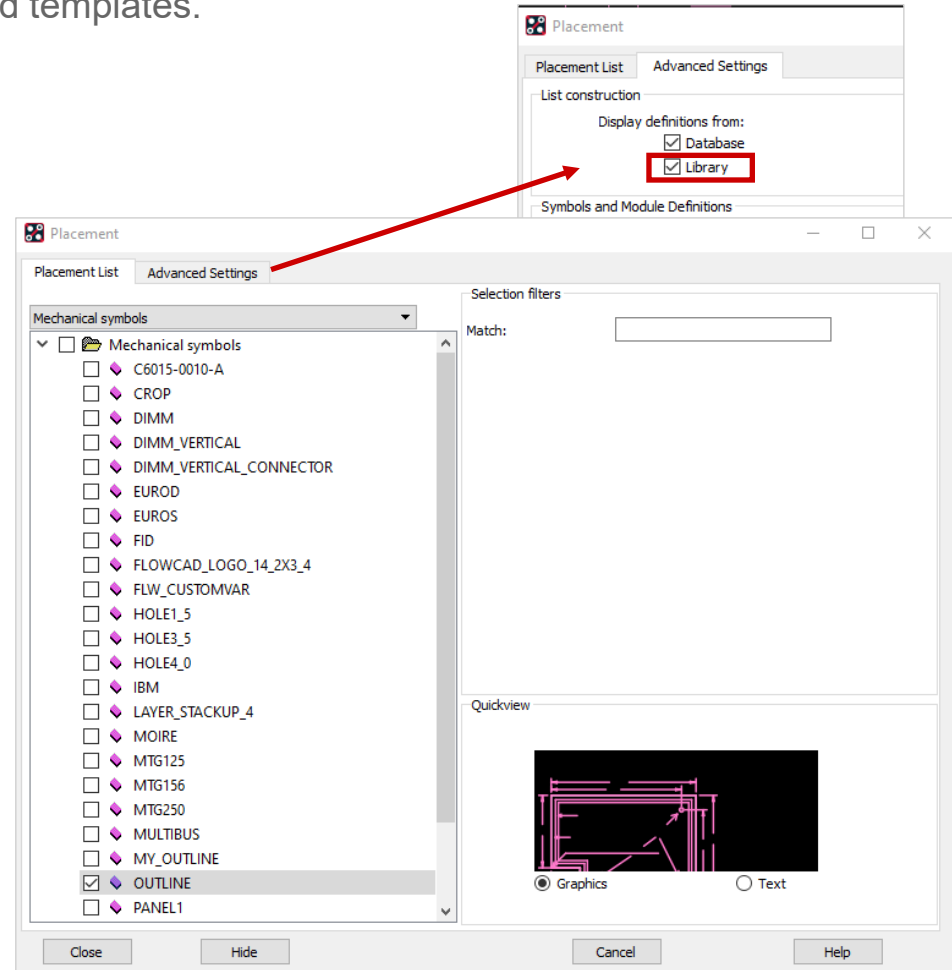 d templates.
Placement
Placement List Advanced Settings
List construction
Display definitions from:
Database
Library
Symbols and Module Definitions
Placement
Placement List Advanced Settings
Mechanical symbols
Mechanical symbols
C6015-0010-A
CROP
DIMM
DIMM_VERTICAL
DIMM_VERTICAL_CONNECTOR
EUROD
EUROS
FID
FLOWCAD_LOGO_14_2X3_4
FLW_CUSTOMVAR
HOLE1_5
HOLE3_5
HOLE4_0
IBM
LAYER_STACKUP_4
MOIRE
MTG125
MTG156
MTG250
MULTIBUS
MY_OUTLINE
OUTLINE
PANEL1
Selection filters
Match:
Quickview
Graphics Text
Close Hide Cancel Help